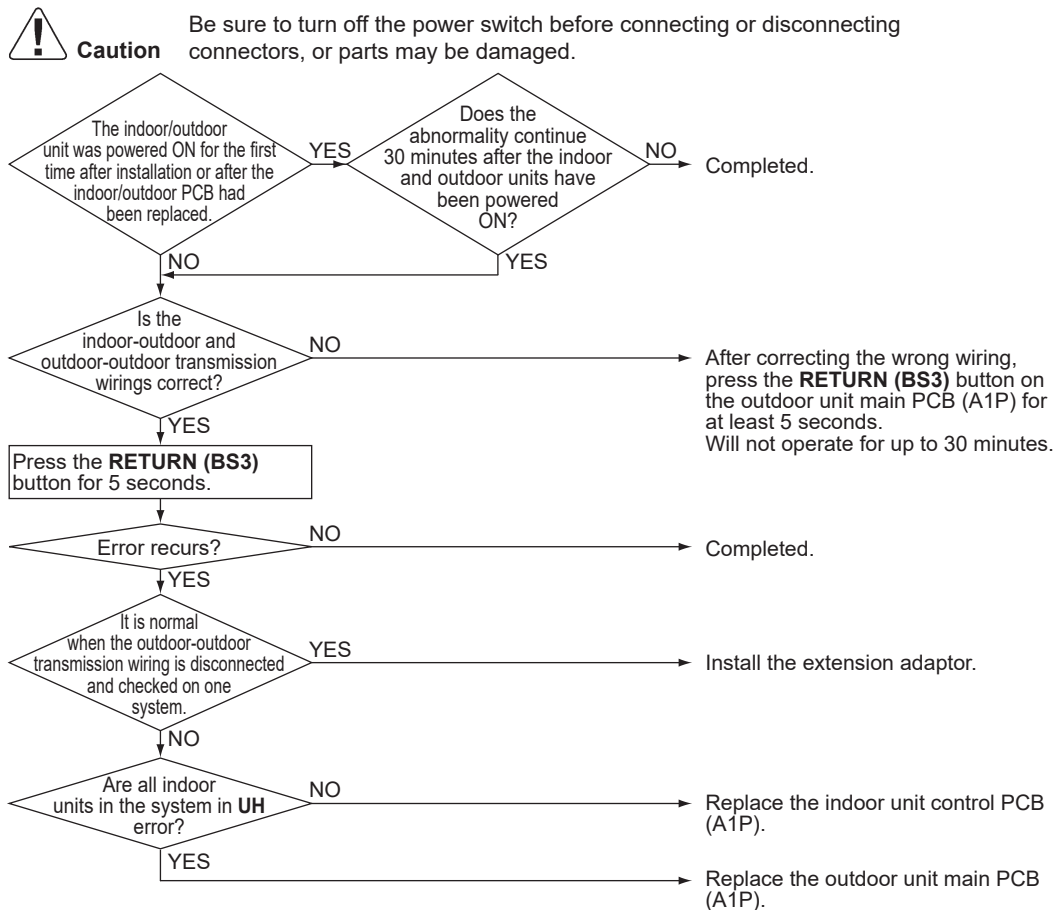 Be sure to turn off the power switch before connecting or disconnecting
Caution
connectors, or parts may be damaged.
The indoor/outdoor
unit was powered ON for the first
time after installation or after the
indoor/outdoor PCB had
been replaced.
YES
Does the
abnormality continue
30 minutes after the indoor
and outdoor units have
been powered
ON?
NO
Completed.
NO
YES
Is the
indoor-outdoor and
outdoor-outdoor transmission
wirings correct?
NO
After correcting the wrong wiring,
press the RETURN (BS3) button on
the outdoor unit main PCB (A1P) for
at least 5 seconds.
Will not operate for up to 30 minutes.
YES
Press the RETURN (BS3)
button for 5 seconds.
Error recurs?
NO
Completed.
YES
It is normal
when the outdoor-outdoor
transmission wiring is disconnected
and checked on one
system.
YES
Install the extension adaptor.
NO
Are all indoor
units in the system in UH
error?
NO
Replace the indoor unit control PCB
(A1P).
YES
Replace the outdoor unit main PCB
(A1P).